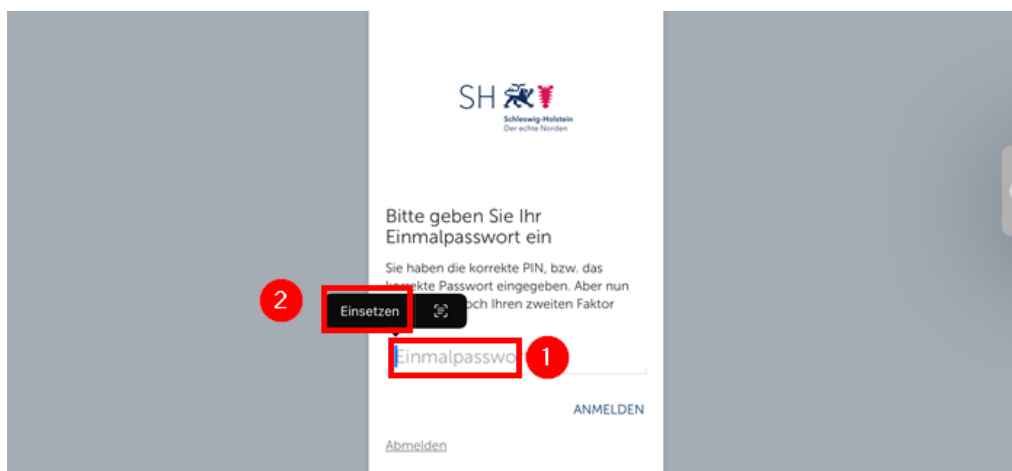 SH
Schleswig-Holstein
Der echte Norden
Bitte geben Sie Ihr
Einmalpasswort ein
Sie haben die korrekte PIN, bzw. das
korrekte Passwort eingegeben. Aber nun
2
Einsetzen
Ihren zweiten Faktor
Einmalpasswo
1
ANMELDEN
Abmelden